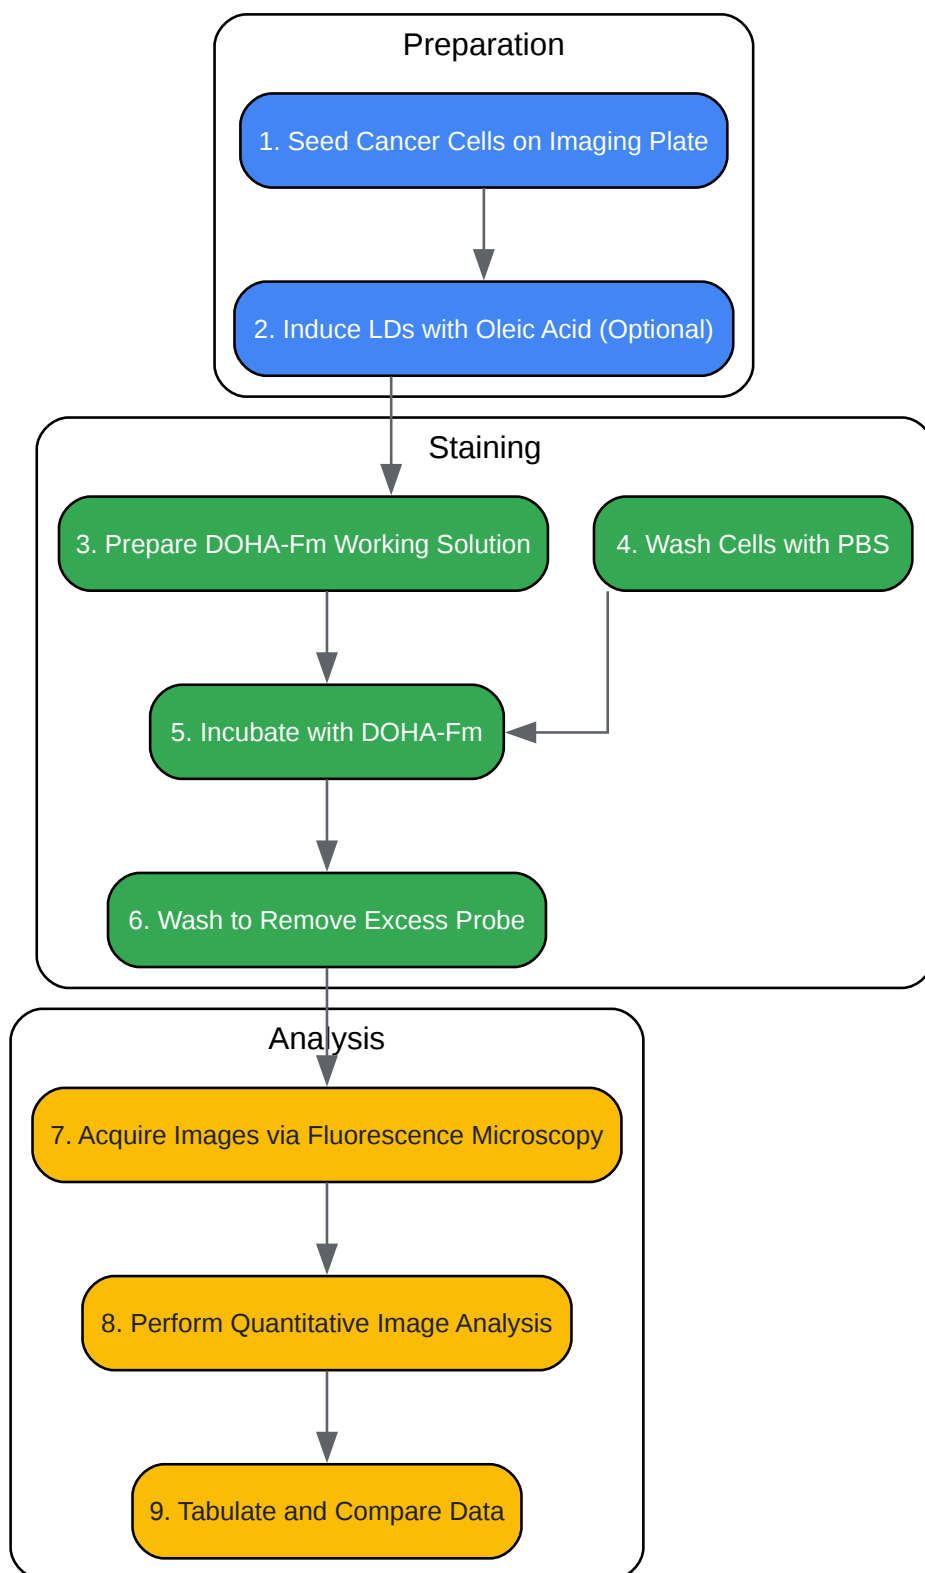 Preparation
1. Seed Cancer Cells on Imaging Plate
2. Induce LDs with Oleic Acid (Optional)
Staining
3. Prepare DOHA-Fm Working Solution
4. Wash Cells with PBS
5. Incubate with DOHA-Fm
6. Wash to Remove Excess Probe
Analysis
7. Acquire Images via Fluorescence Microscopy
8. Perform Quantitative Image Analysis
9. Tabulate and Compare Data